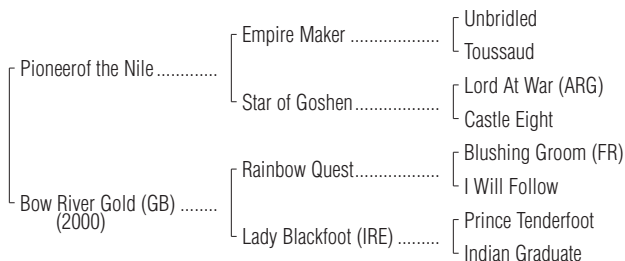 Unbridled
Empire Maker ....................
Toussaud
Pioneerof the Nile .............
Lord At War (ARG)
Star of Goshen ...................
Castle Eight
Blushing Groom (FR)
Rainbow Quest ...................
I Will Follow
Bow River Gold (GB) ........
(2000)
Prince Tenderfoot
Lady Blackfoot (IRE) .........
Indian Graduate